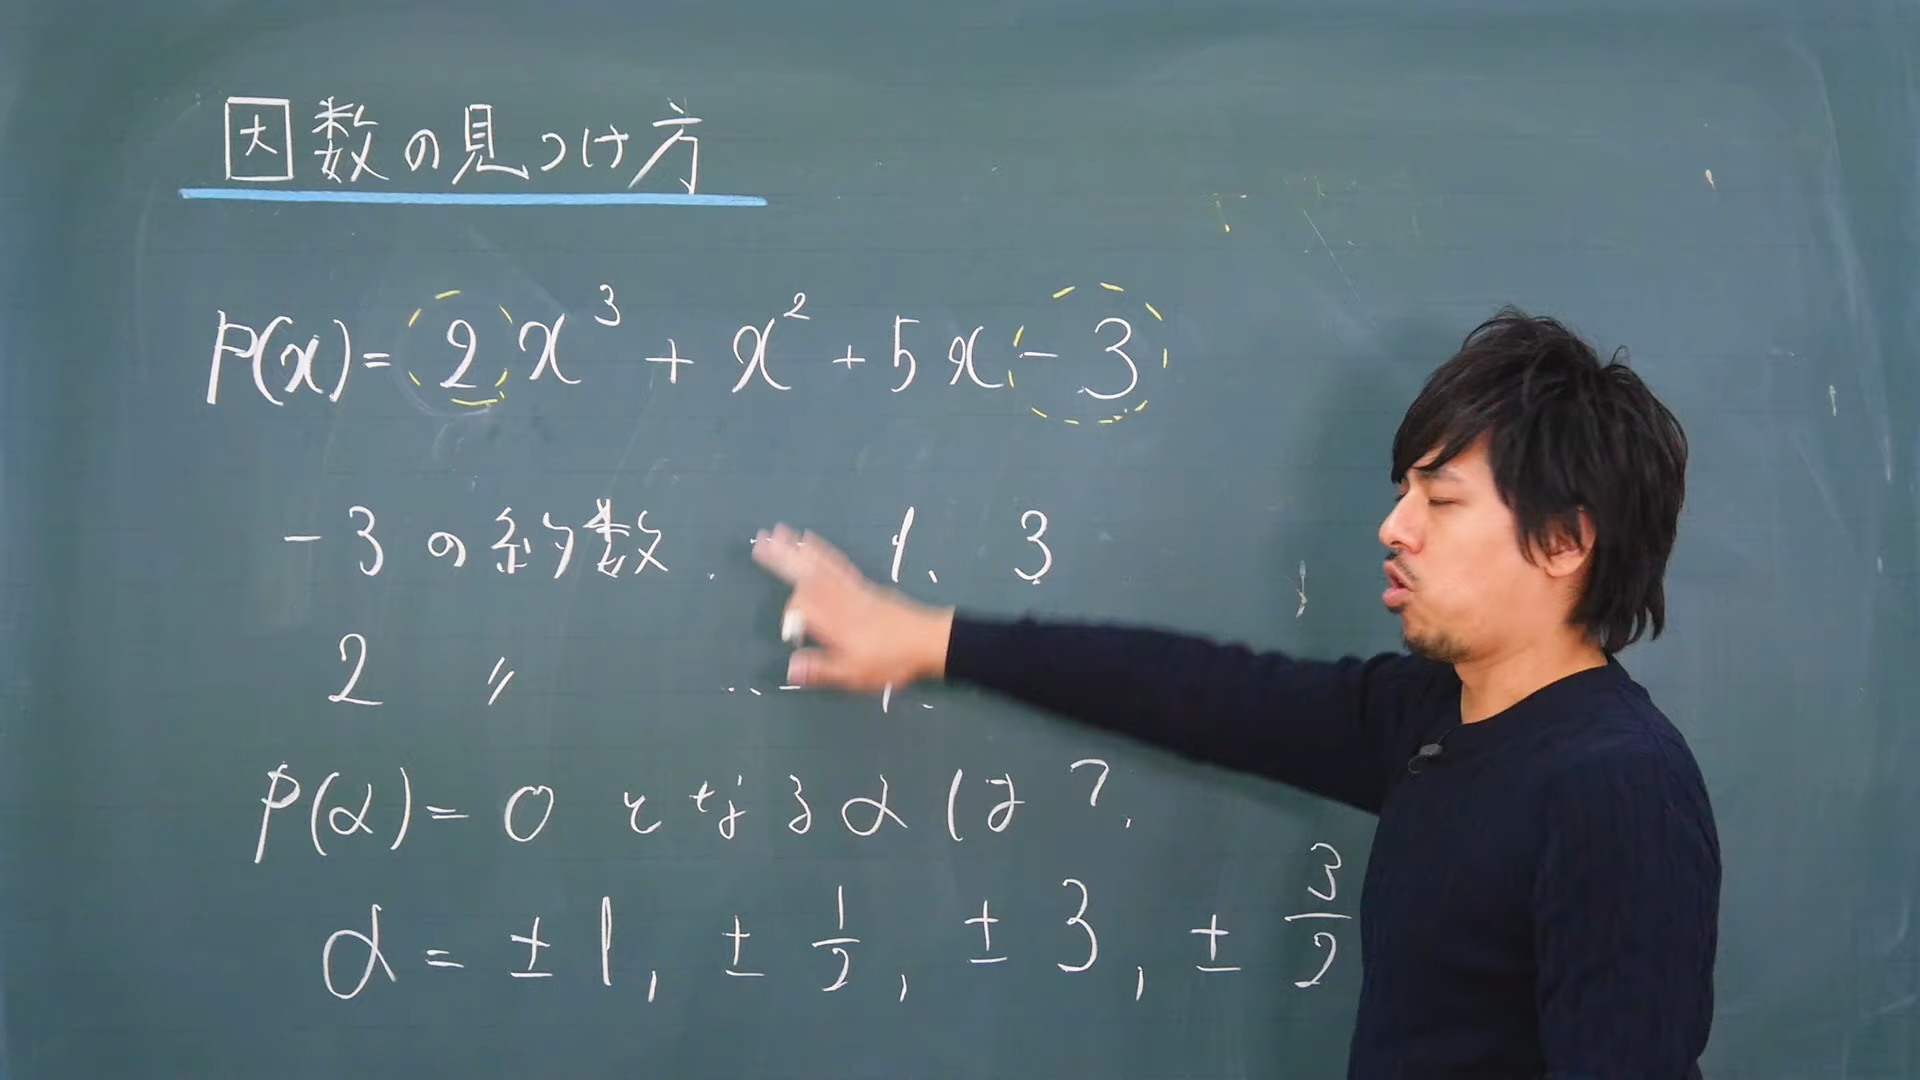 因数の見つけ方
P(x)=2x³+x²+5x-3
-3の約数 … 1、3
2 〃 … 1、
P(α)=0となるαは?
α=±1,±1/2,±3,±3/2